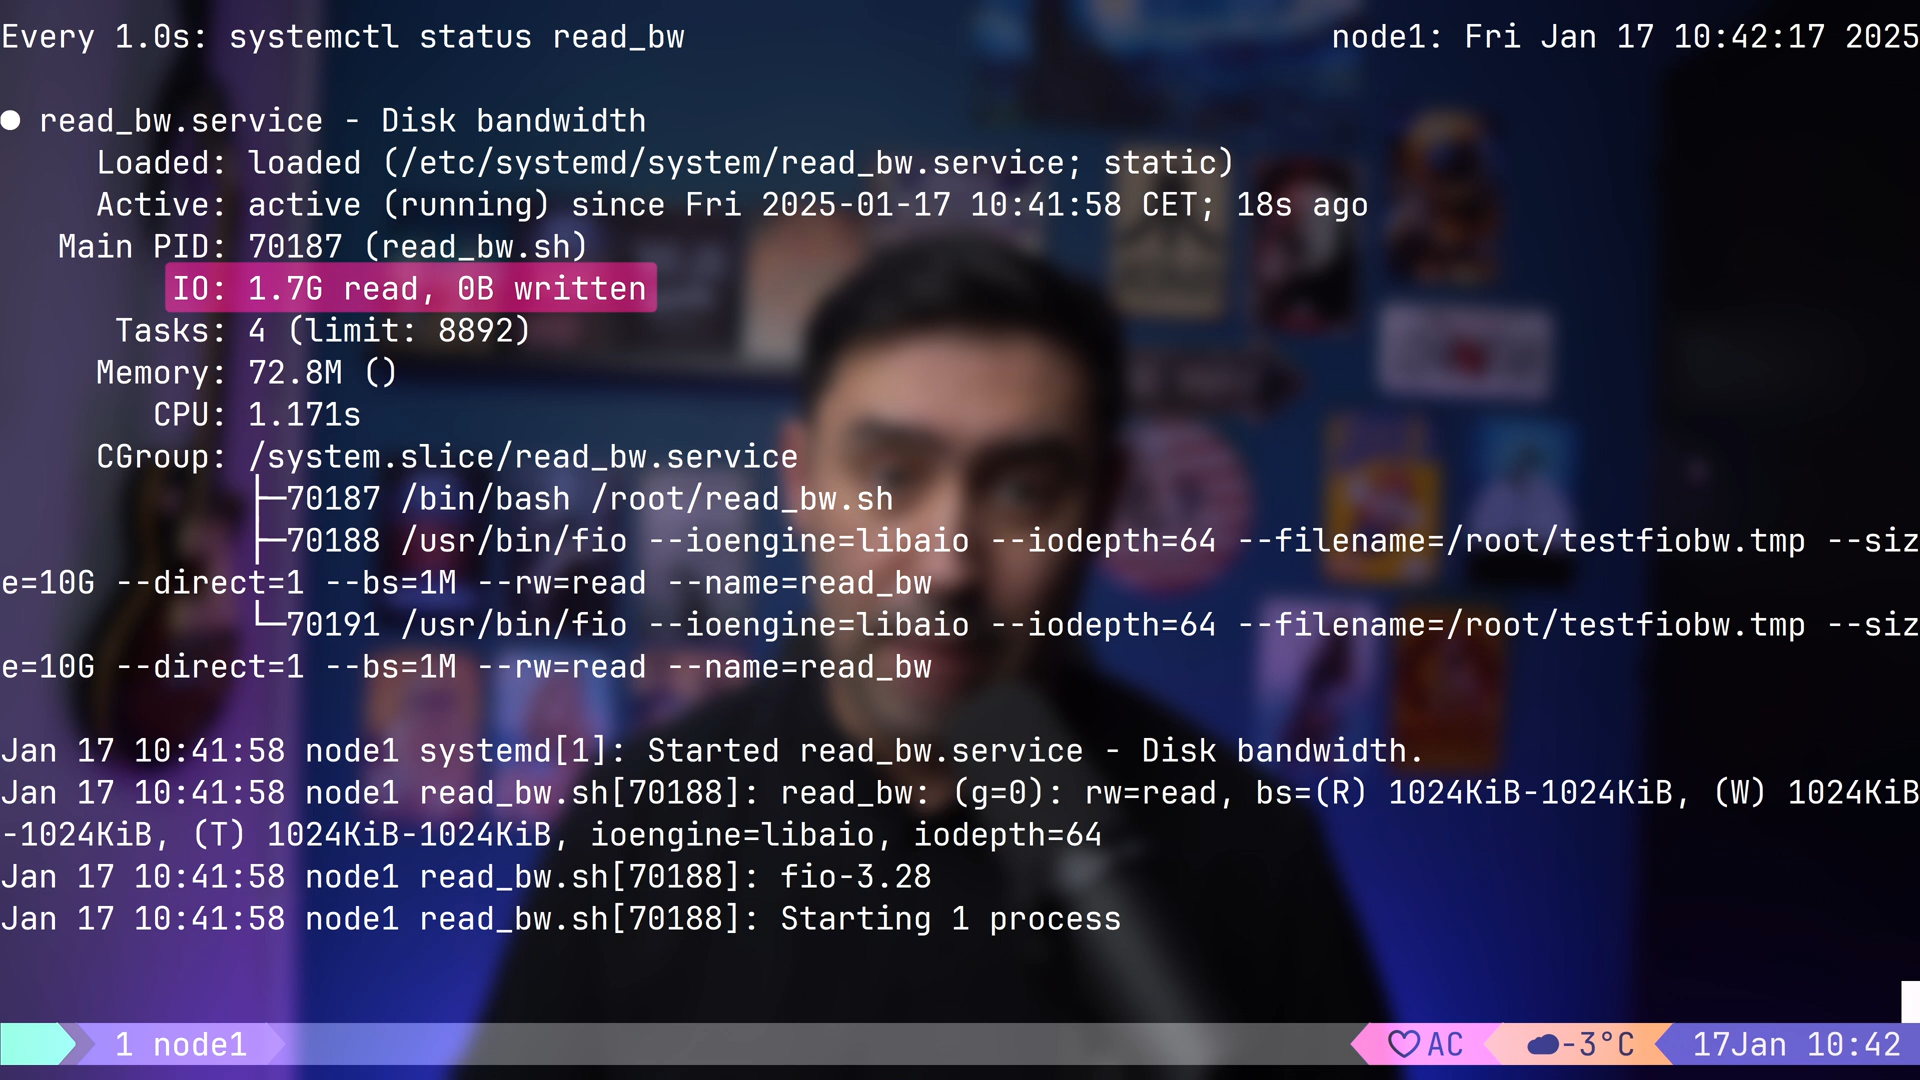 Every 1.0s: systemctl status read_bw node1: Fri Jan 17 10:42:17 2025
● read_bw.service - Disk bandwidth
Loaded: loaded (/etc/systemd/system/read_bw.service; static)
Active: active (running) since Fri 2025-01-17 10:41:58 CET; 18s ago
Main PID: 70187 (read_bw.sh)
IO: 1.7G read, 0B written
Tasks: 4 (limit: 8892)
Memory: 72.8M ()
CPU: 1.171s
CGroup: /system.slice/read_bw.service
├─70187 /bin/bash /root/read_bw.sh
├─70188 /usr/bin/fio --ioengine=libaio --iodepth=64 --filename=/root/testfiobw.tmp --siz
e=10G --direct=1 --bs=1M --rw=read --name=read_bw
└─70191 /usr/bin/fio --ioengine=libaio --iodepth=64 --filename=/root/testfiobw.tmp --siz
e=10G --direct=1 --bs=1M --rw=read --name=read_bw
Jan 17 10:41:58 node1 systemd[1]: Started read_bw.service - Disk bandwidth.
Jan 17 10:41:58 node1 read_bw.sh[70188]: read_bw: (g=0): rw=read, bs=(R) 1024KiB-1024KiB, (W) 1024KiB
-1024KiB, (T) 1024KiB-1024KiB, ioengine=libaio, iodepth=64
Jan 17 10:41:58 node1 read_bw.sh[70188]: fio-3.28
Jan 17 10:41:58 node1 read_bw.sh[70188]: Starting 1 process
1 node1 AC -3°C 17Jan 10:42